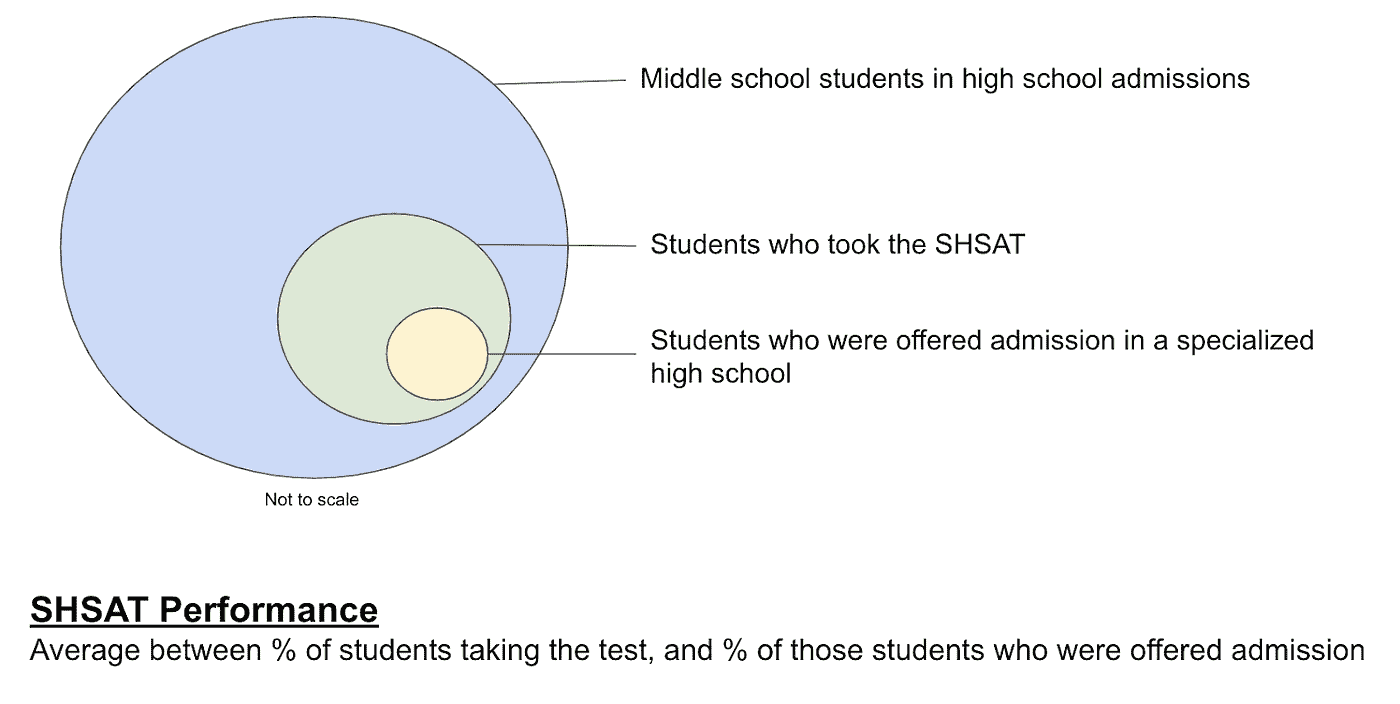 Middle school students in high school admissions
Students who took the SHSAT
Students who were offered admission in a specialized
high school
Not to scale
SHSAT Performance
Average between % of students taking the test, and % of those students who were offered admission